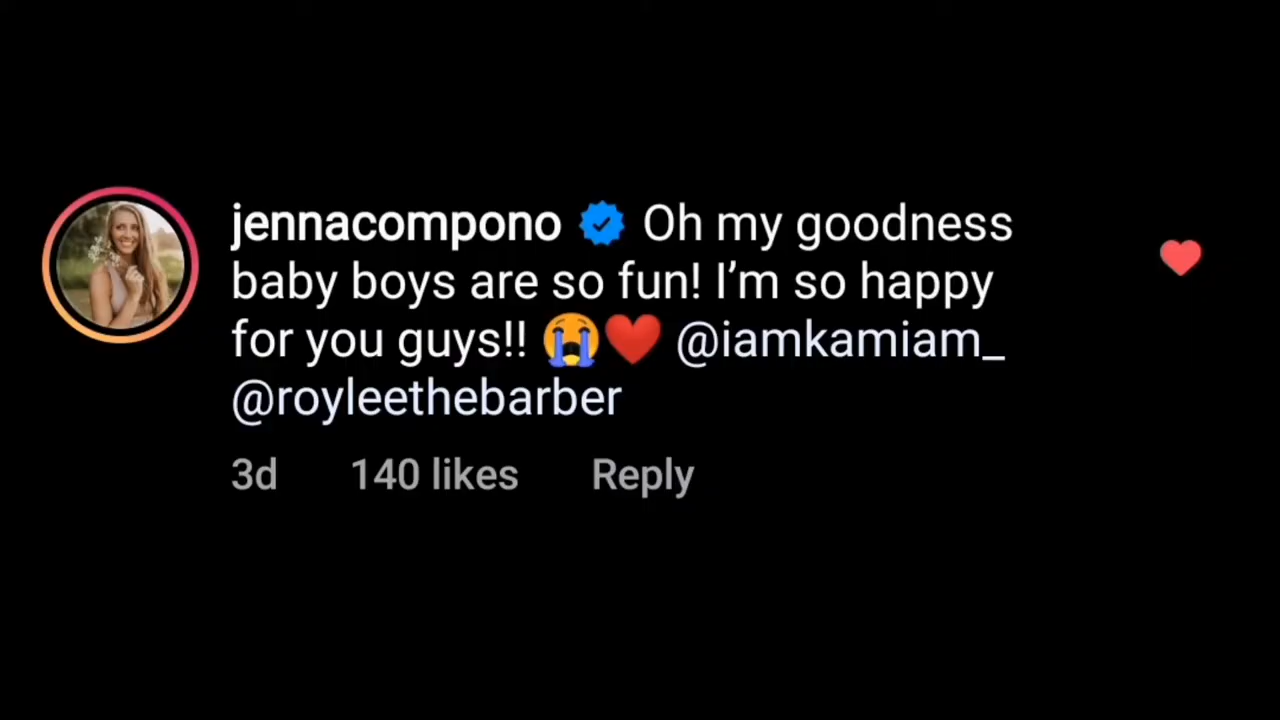 jennacompono Oh my goodness
baby boys are so fun! I’m so happy
for you guys!! 😭❤️ @iamkamiam_
@royleethebarber
3d 140 likes Reply